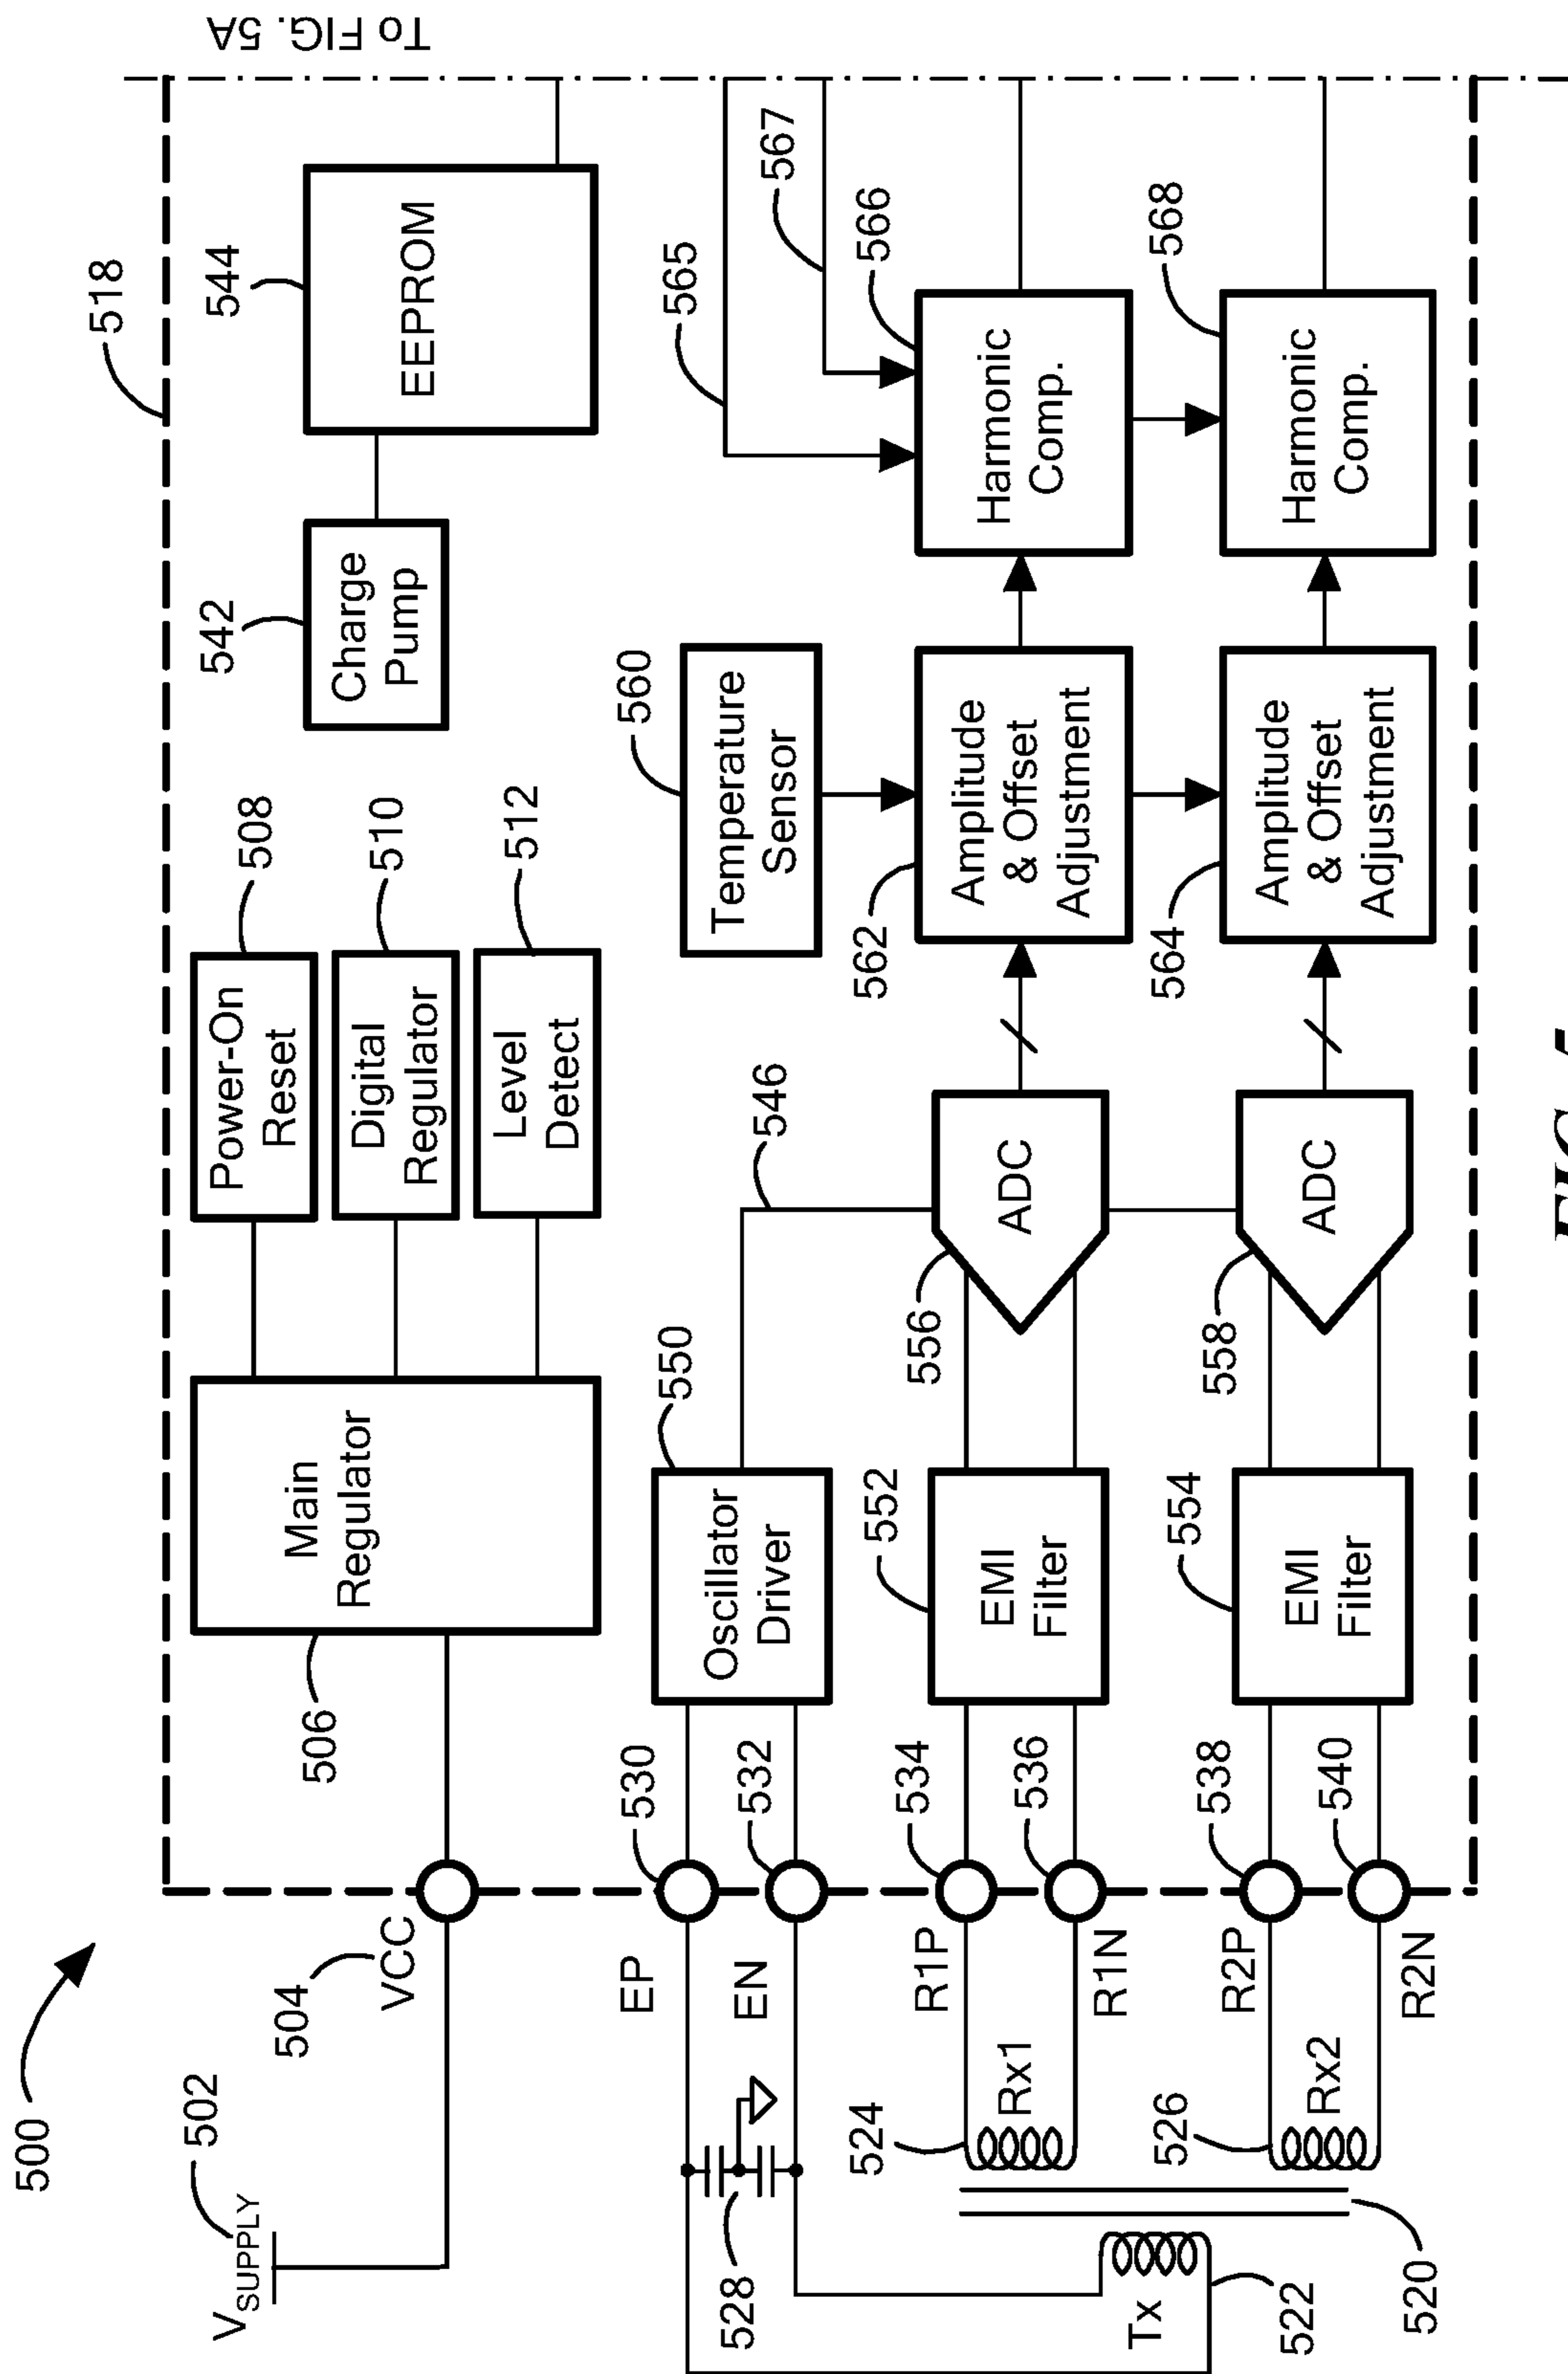 500
V_SUPPLY
502
504
VCC
506
Main
Regulator
Power-On
Reset
508
Digital
Regulator
510
Level
Detect
512
542
Charge
Pump
544
EEPROM
518
To FIG. 5A
EP
530
EN
532
528
550
Oscillator
Driver
546
560
Temperature
Sensor
565
567
524
Rx1
R1P
534
R1N
536
552
EMI
Filter
556
ADC
562
Amplitude
& Offset
Adjustment
566
Harmonic
Comp.
Tx
522
520
526
Rx2
R2P
538
R2N
540
554
EMI
Filter
558
ADC
564
Amplitude
& Offset
Adjustment
568
Harmonic
Comp.